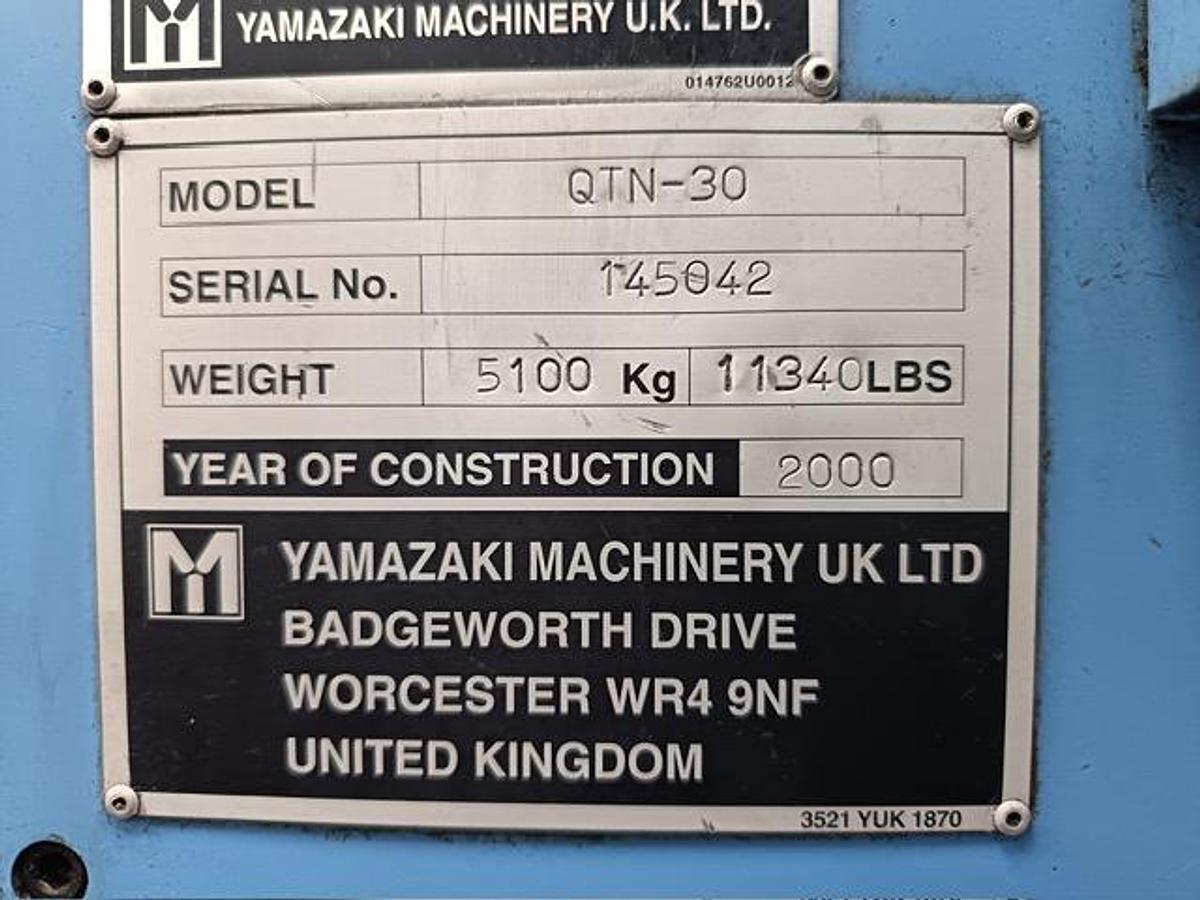 YAMAZAKI MACHINERY U.K. LTD.
014762U0012
MODEL QTN-30
SERIAL No. 145042
WEIGHT 5100 Kg 11340LBS
YEAR OF CONSTRUCTION 2000
YAMAZAKI MACHINERY UK LTD
BADGEWORTH DRIVE
WORCESTER WR4 9NF
UNITED KINGDOM
3521 YUK 1870